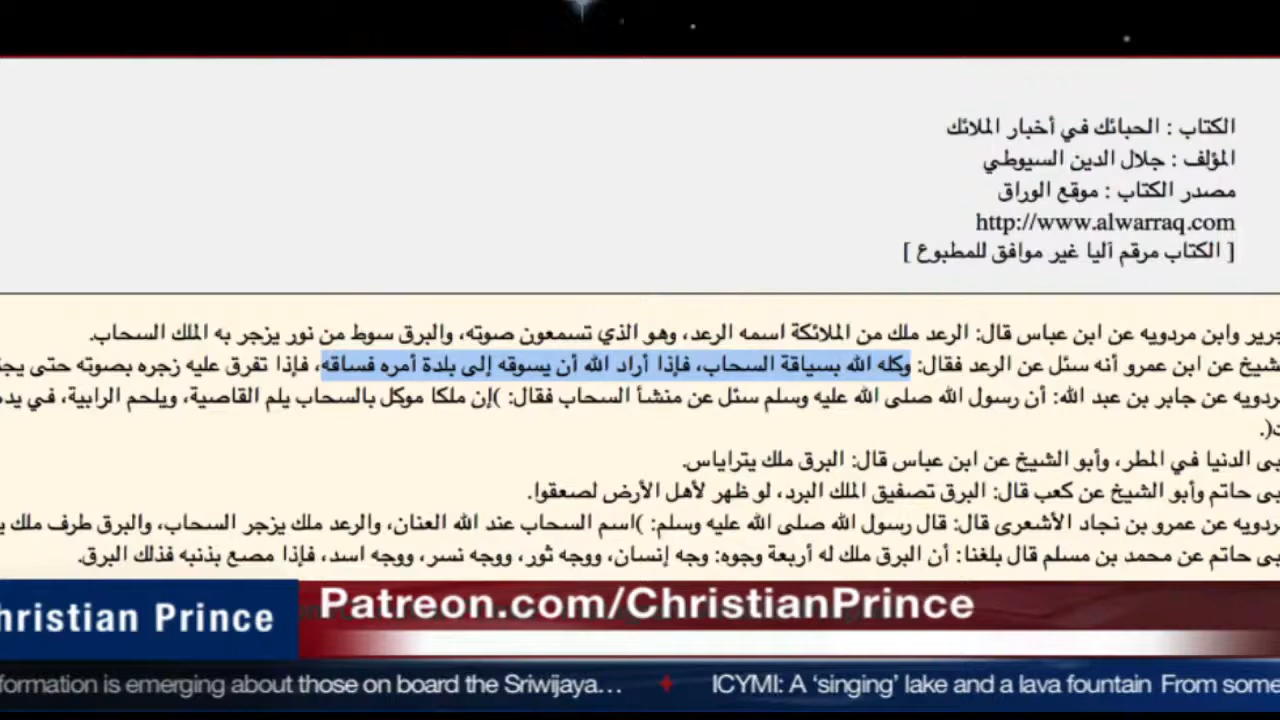 الكتاب : الحبائك في أخبار الملائك
المؤلف : جلال الدين السيوطي
مصدر الكتاب : موقع الوراق
http://www.alwarraq.com
[ الكتاب مرقم آليا غير موافق للمطبوع ]
جرير وابن مردويه عن ابن عباس قال: الرعد ملك من الملائكة اسمه الرعد، وهو الذي تسمعون صوته، والبرق سوط من نور يزجر به الملك السحاب.
شيخ عن ابن عمرو أنه سئل عن الرعد فقال: وكله الله بسياقة السحاب، فإذا أراد الله أن يسوقه إلى بلدة أمره فساقه، فإذا تفرق عليه زجره بصوته حتى
ردويه عن جابر بن عبد الله: أن رسول الله صلى الله عليه وسلم سئل عن منشأ السحاب فقال: )إن ملكا موكل بالسحاب يلم القاصية، ويلحم الرابية، في
ت(.
بى الدنيا في المطر، وأبو الشيخ عن ابن عباس قال: البرق ملك يتراياس.
بى حاتم وأبو الشيخ عن كعب قال: البرق تصفيق الملك البرد، لو ظهر لأهل الأرض لصعقوا.
ردويه عن عمرو بن نجاد الأشعرى قال: قال رسول الله صلى الله عليه وسلم: )اسم السحاب عند الله العنان، والرعد ملك يزجر السحاب، والبرق طرف ملك
بى حاتم عن محمد بن مسلم قال بلغنا: أن البرق ملك له أربعة وجوه: وجه إنسان، ووجه ثور، ووجه نسر، ووجه اسد، فإذا مصع بذنبه فذلك البرق.
hristian Prince
Patreon.com/ChristianPrince
formation is emerging about those on board the Sriwijaya… ♦ ICYMI: A ‘singing’ lake and a lava fountain From some